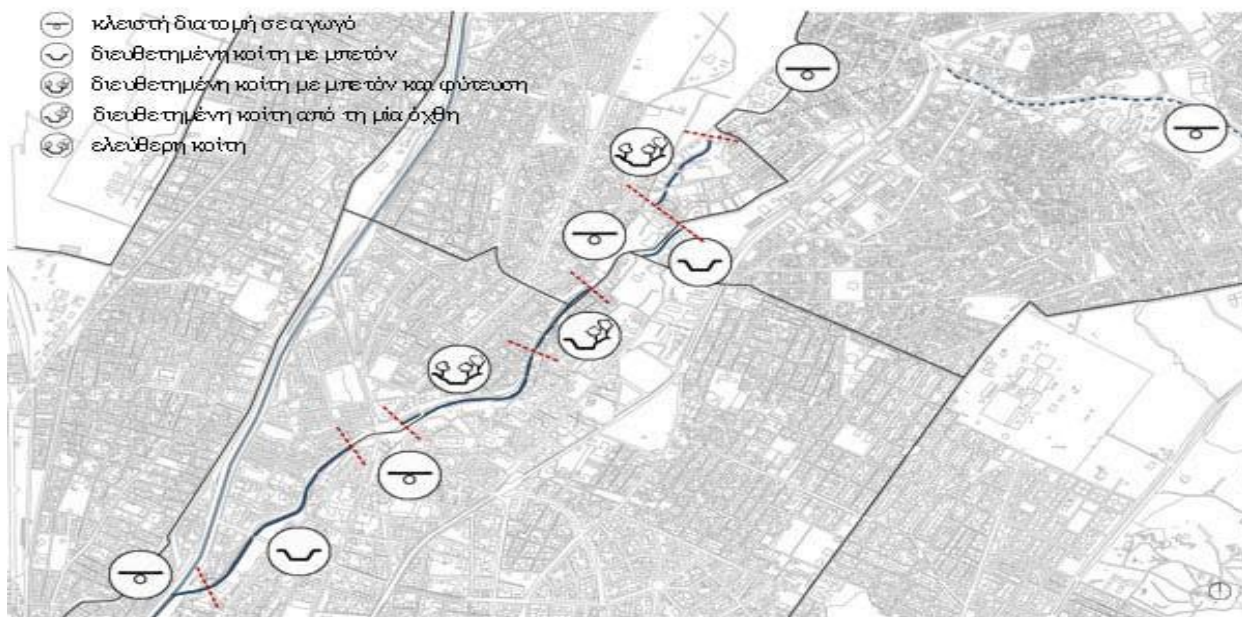 κλειστή διατομή σε αγωγό
διευθετημένη κοίτη με μπετόν
διευθετημένη κοίτη με μπετόν και φύτευση
διευθετημένη κοίτη από τη μία όχθη
ελεύθερη κοίτη